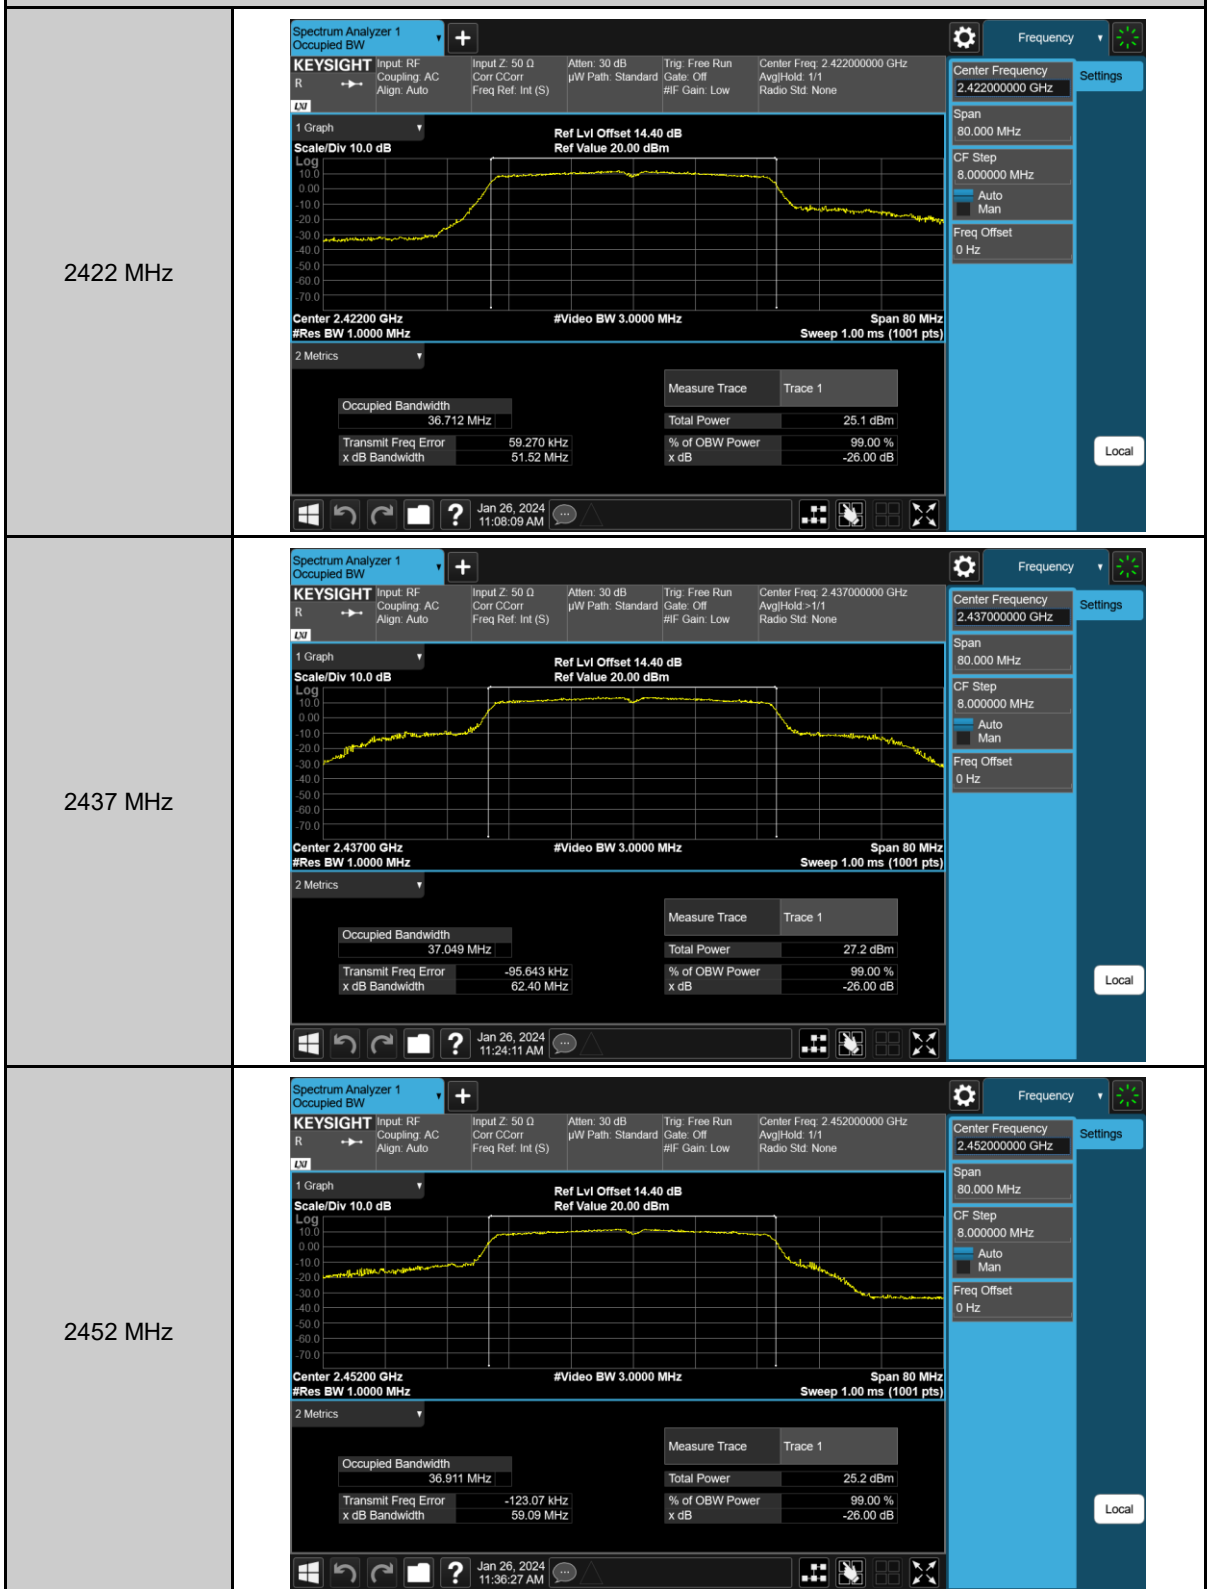 2422 MHz
Spectrum Analyzer 1
Occupied BW
Frequency
KEYSIGHT
R
LXI
Input: RF
Coupling: AC
Align: Auto
Input Z: 50 Ω
Corr CCorr
Freq Ref: Int (S)
Atten: 30 dB
µW Path: Standard
Trig: Free Run
Gate: Off
#IF Gain: Low
Center Freq: 2.422000000 GHz
Avg|Hold: 1/1
Radio Std: None
Center Frequency
2.422000000 GHz
Settings
Span
80.000 MHz
CF Step
8.000000 MHz
Auto
Man
Freq Offset
0 Hz
Local
1 Graph
Scale/Div 10.0 dB
Ref Lvl Offset 14.40 dB
Ref Value 20.00 dBm
Log
10.0
0.00
-10.0
-20.0
-30.0
-40.0
-50.0
-60.0
-70.0
Center 2.42200 GHz
#Video BW 3.0000 MHz
Span 80 MHz
#Res BW 1.0000 MHz
Sweep 1.00 ms (1001 pts)
2 Metrics
Measure Trace Trace 1
Occupied Bandwidth
36.712 MHz
Total Power 25.1 dBm
Transmit Freq Error 59.270 kHz
% of OBW Power 99.00 %
x dB Bandwidth 51.52 MHz
x dB -26.00 dB
?
Jan 26, 2024
11:08:09 AM
2437 MHz
Spectrum Analyzer 1
Occupied BW
Frequency
KEYSIGHT
R
LXI
Input: RF
Coupling: AC
Align: Auto
Input Z: 50 Ω
Corr CCorr
Freq Ref: Int (S)
Atten: 30 dB
µW Path: Standard
Trig: Free Run
Gate: Off
#IF Gain: Low
Center Freq: 2.437000000 GHz
Avg|Hold:>1/1
Radio Std: None
Center Frequency
2.437000000 GHz
Settings
Span
80.000 MHz
CF Step
8.000000 MHz
Auto
Man
Freq Offset
0 Hz
Local
1 Graph
Scale/Div 10.0 dB
Ref Lvl Offset 14.40 dB
Ref Value 20.00 dBm
Log
10.0
0.00
-10.0
-20.0
-30.0
-40.0
-50.0
-60.0
-70.0
Center 2.43700 GHz
#Video BW 3.0000 MHz
Span 80 MHz
#Res BW 1.0000 MHz
Sweep 1.00 ms (1001 pts)
2 Metrics
Measure Trace Trace 1
Occupied Bandwidth
37.049 MHz
Total Power 27.2 dBm
Transmit Freq Error -95.643 kHz
% of OBW Power 99.00 %
x dB Bandwidth 62.40 MHz
x dB -26.00 dB
?
Jan 26, 2024
11:24:11 AM
2452 MHz
Spectrum Analyzer 1
Occupied BW
Frequency
KEYSIGHT
R
LXI
Input: RF
Coupling: AC
Align: Auto
Input Z: 50 Ω
Corr CCorr
Freq Ref: Int (S)
Atten: 30 dB
µW Path: Standard
Trig: Free Run
Gate: Off
#IF Gain: Low
Center Freq: 2.452000000 GHz
Avg|Hold: 1/1
Radio Std: None
Center Frequency
2.452000000 GHz
Settings
Span
80.000 MHz
CF Step
8.000000 MHz
Auto
Man
Freq Offset
0 Hz
Local
1 Graph
Scale/Div 10.0 dB
Ref Lvl Offset 14.40 dB
Ref Value 20.00 dBm
Log
10.0
0.00
-10.0
-20.0
-30.0
-40.0
-50.0
-60.0
-70.0
Center 2.45200 GHz
#Video BW 3.0000 MHz
Span 80 MHz
#Res BW 1.0000 MHz
Sweep 1.00 ms (1001 pts)
2 Metrics
Measure Trace Trace 1
Occupied Bandwidth
36.911 MHz
Total Power 25.2 dBm
Transmit Freq Error -123.07 kHz
% of OBW Power 99.00 %
x dB Bandwidth 59.09 MHz
x dB -26.00 dB
?
Jan 26, 2024
11:36:27 AM